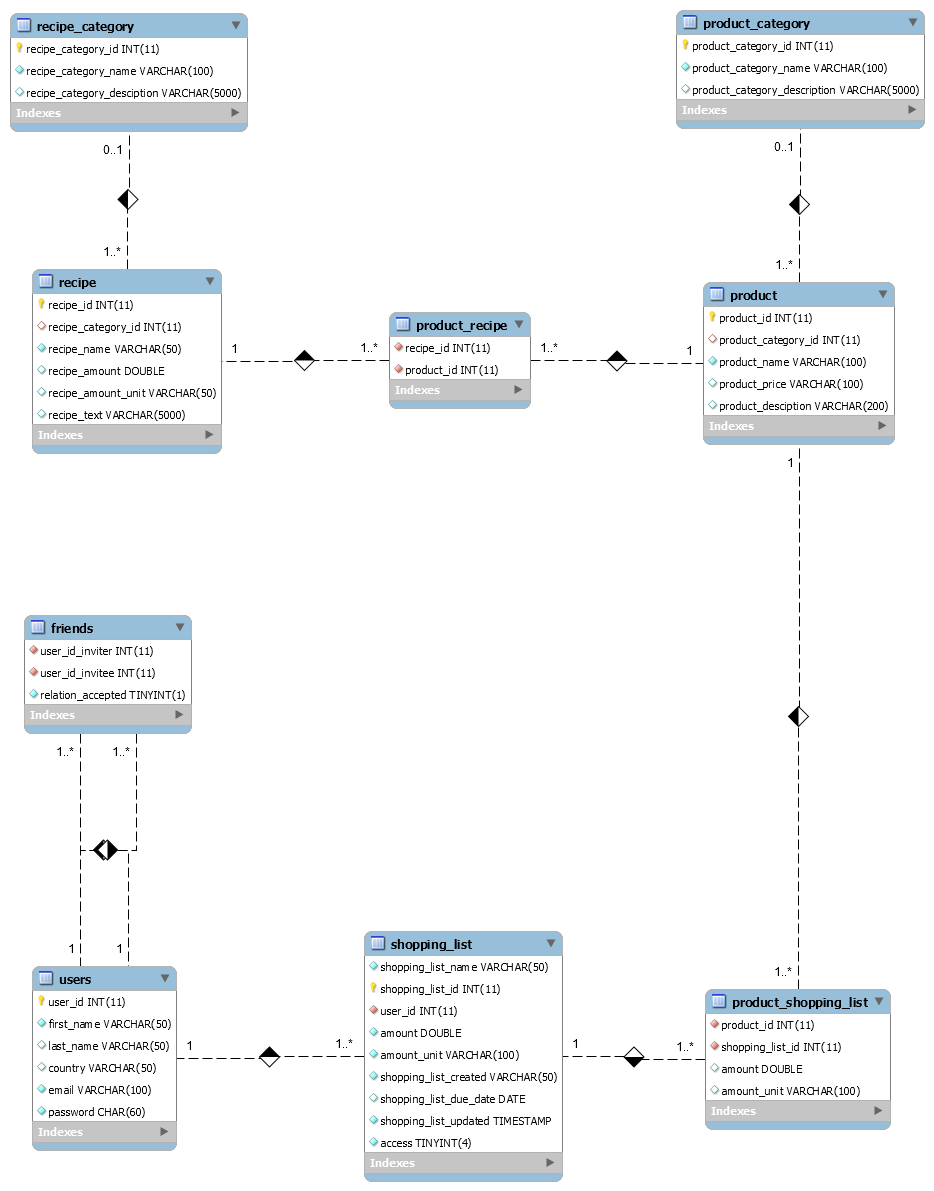 recipe_category
recipe_category_id INT(11)
recipe_category_name VARCHAR(100)
recipe_category_desciption VARCHAR(5000)
Indexes
product_category
product_category_id INT(11)
product_category_name VARCHAR(100)
product_category_description VARCHAR(5000)
Indexes
0..1
1..*
0..1
1..*
recipe
recipe_id INT(11)
recipe_category_id INT(11)
recipe_name VARCHAR(50)
recipe_amount DOUBLE
recipe_amount_unit VARCHAR(50)
recipe_text VARCHAR(5000)
Indexes
1
1..*
product_recipe
recipe_id INT(11)
product_id INT(11)
Indexes
1..*
1
product
product_id INT(11)
product_category_id INT(11)
product_name VARCHAR(100)
product_price VARCHAR(100)
product_desciption VARCHAR(200)
Indexes
1
1..*
friends
user_id_inviter INT(11)
user_id_invitee INT(11)
relation_accepted TINYINT(1)
Indexes
1..*
1..*
1
1
users
user_id INT(11)
first_name VARCHAR(50)
last_name VARCHAR(50)
country VARCHAR(50)
email VARCHAR(100)
password CHAR(60)
Indexes
1
1..*
shopping_list
shopping_list_name VARCHAR(50)
shopping_list_id INT(11)
user_id INT(11)
amount DOUBLE
amount_unit VARCHAR(100)
shopping_list_created VARCHAR(50)
shopping_list_due_date DATE
shopping_list_updated TIMESTAMP
access TINYINT(4)
Indexes
1
1..*
product_shopping_list
product_id INT(11)
shopping_list_id INT(11)
amount DOUBLE
amount_unit VARCHAR(100)
Indexes